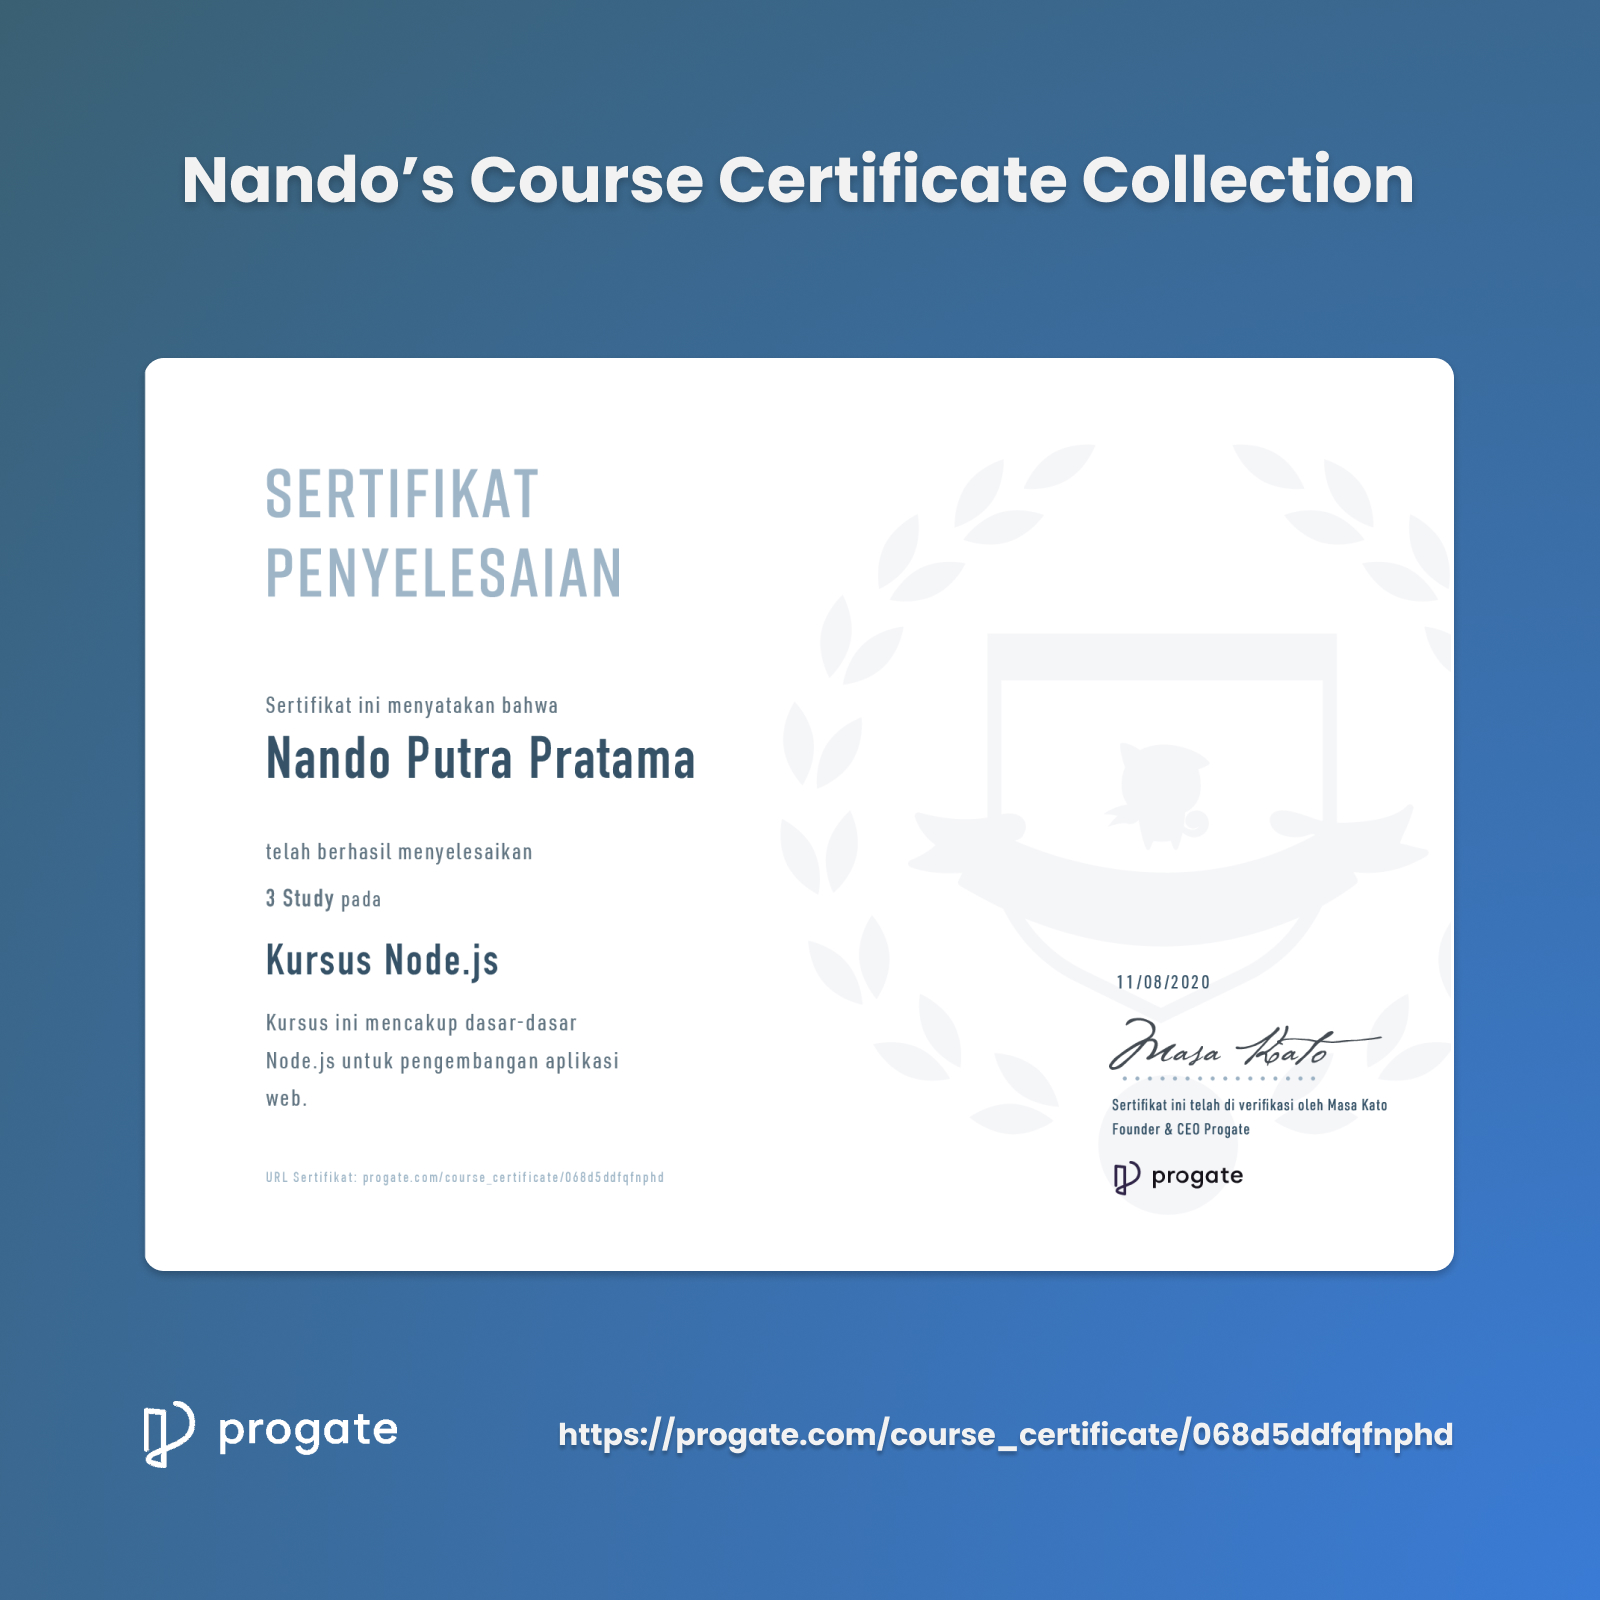 Nando’s Course Certificate Collection
SERTIFIKAT
PENYELESAIAN
Sertifikat ini menyatakan bahwa
Nando Putra Pratama
telah berhasil menyelesaikan
3 Study pada
Kursus Node.js
Kursus ini mencakup dasar-dasar
Node.js untuk pengembangan aplikasi
web.
URL Sertifikat: progate.com/course_certificate/068d5ddfqfnphd
11/08/2020
Masa Kato
Sertifikat ini telah di verifikasi oleh Masa Kato
Founder & CEO Progate
progate
progate
https://progate.com/course_certificate/068d5ddfqfnphd